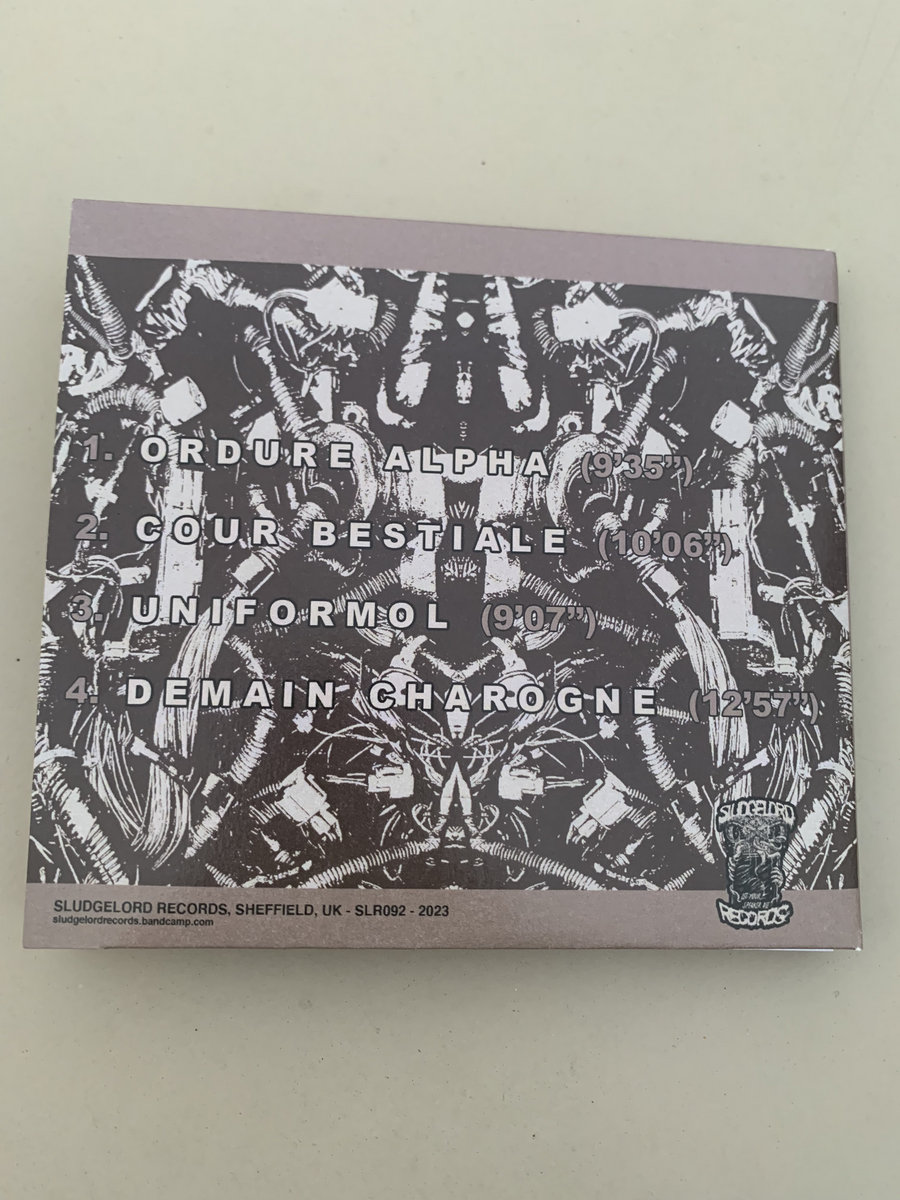 1. ORDURE ALPHA (9'35")
2. COUR BESTIALE (10'06")
3. UNIFORMOL (9'07")
4. DEMAIN CHAROGNE (12'57")
SLUDGELORD
RECORDS
SLUDGELORD RECORDS, SHEFFIELD, UK - SLR092 - 2023
sludgelordrecords.bandcamp.com